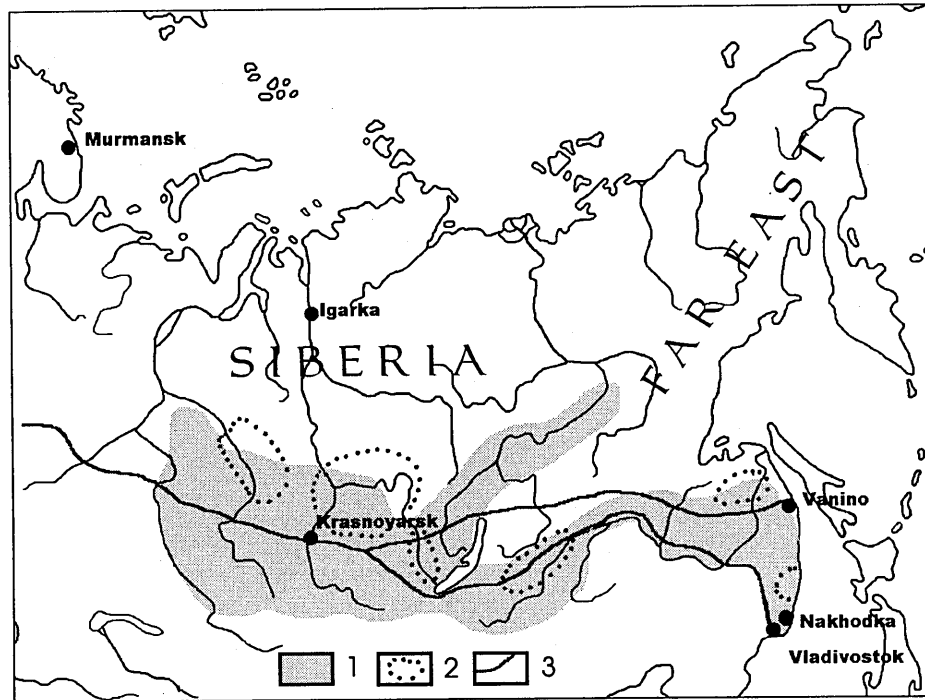 Murmansk
Igarka
SIBERIA
FAR EAST
Krasnoyarsk
Vanino
Nakhodka
Vladivostok
1 2 3